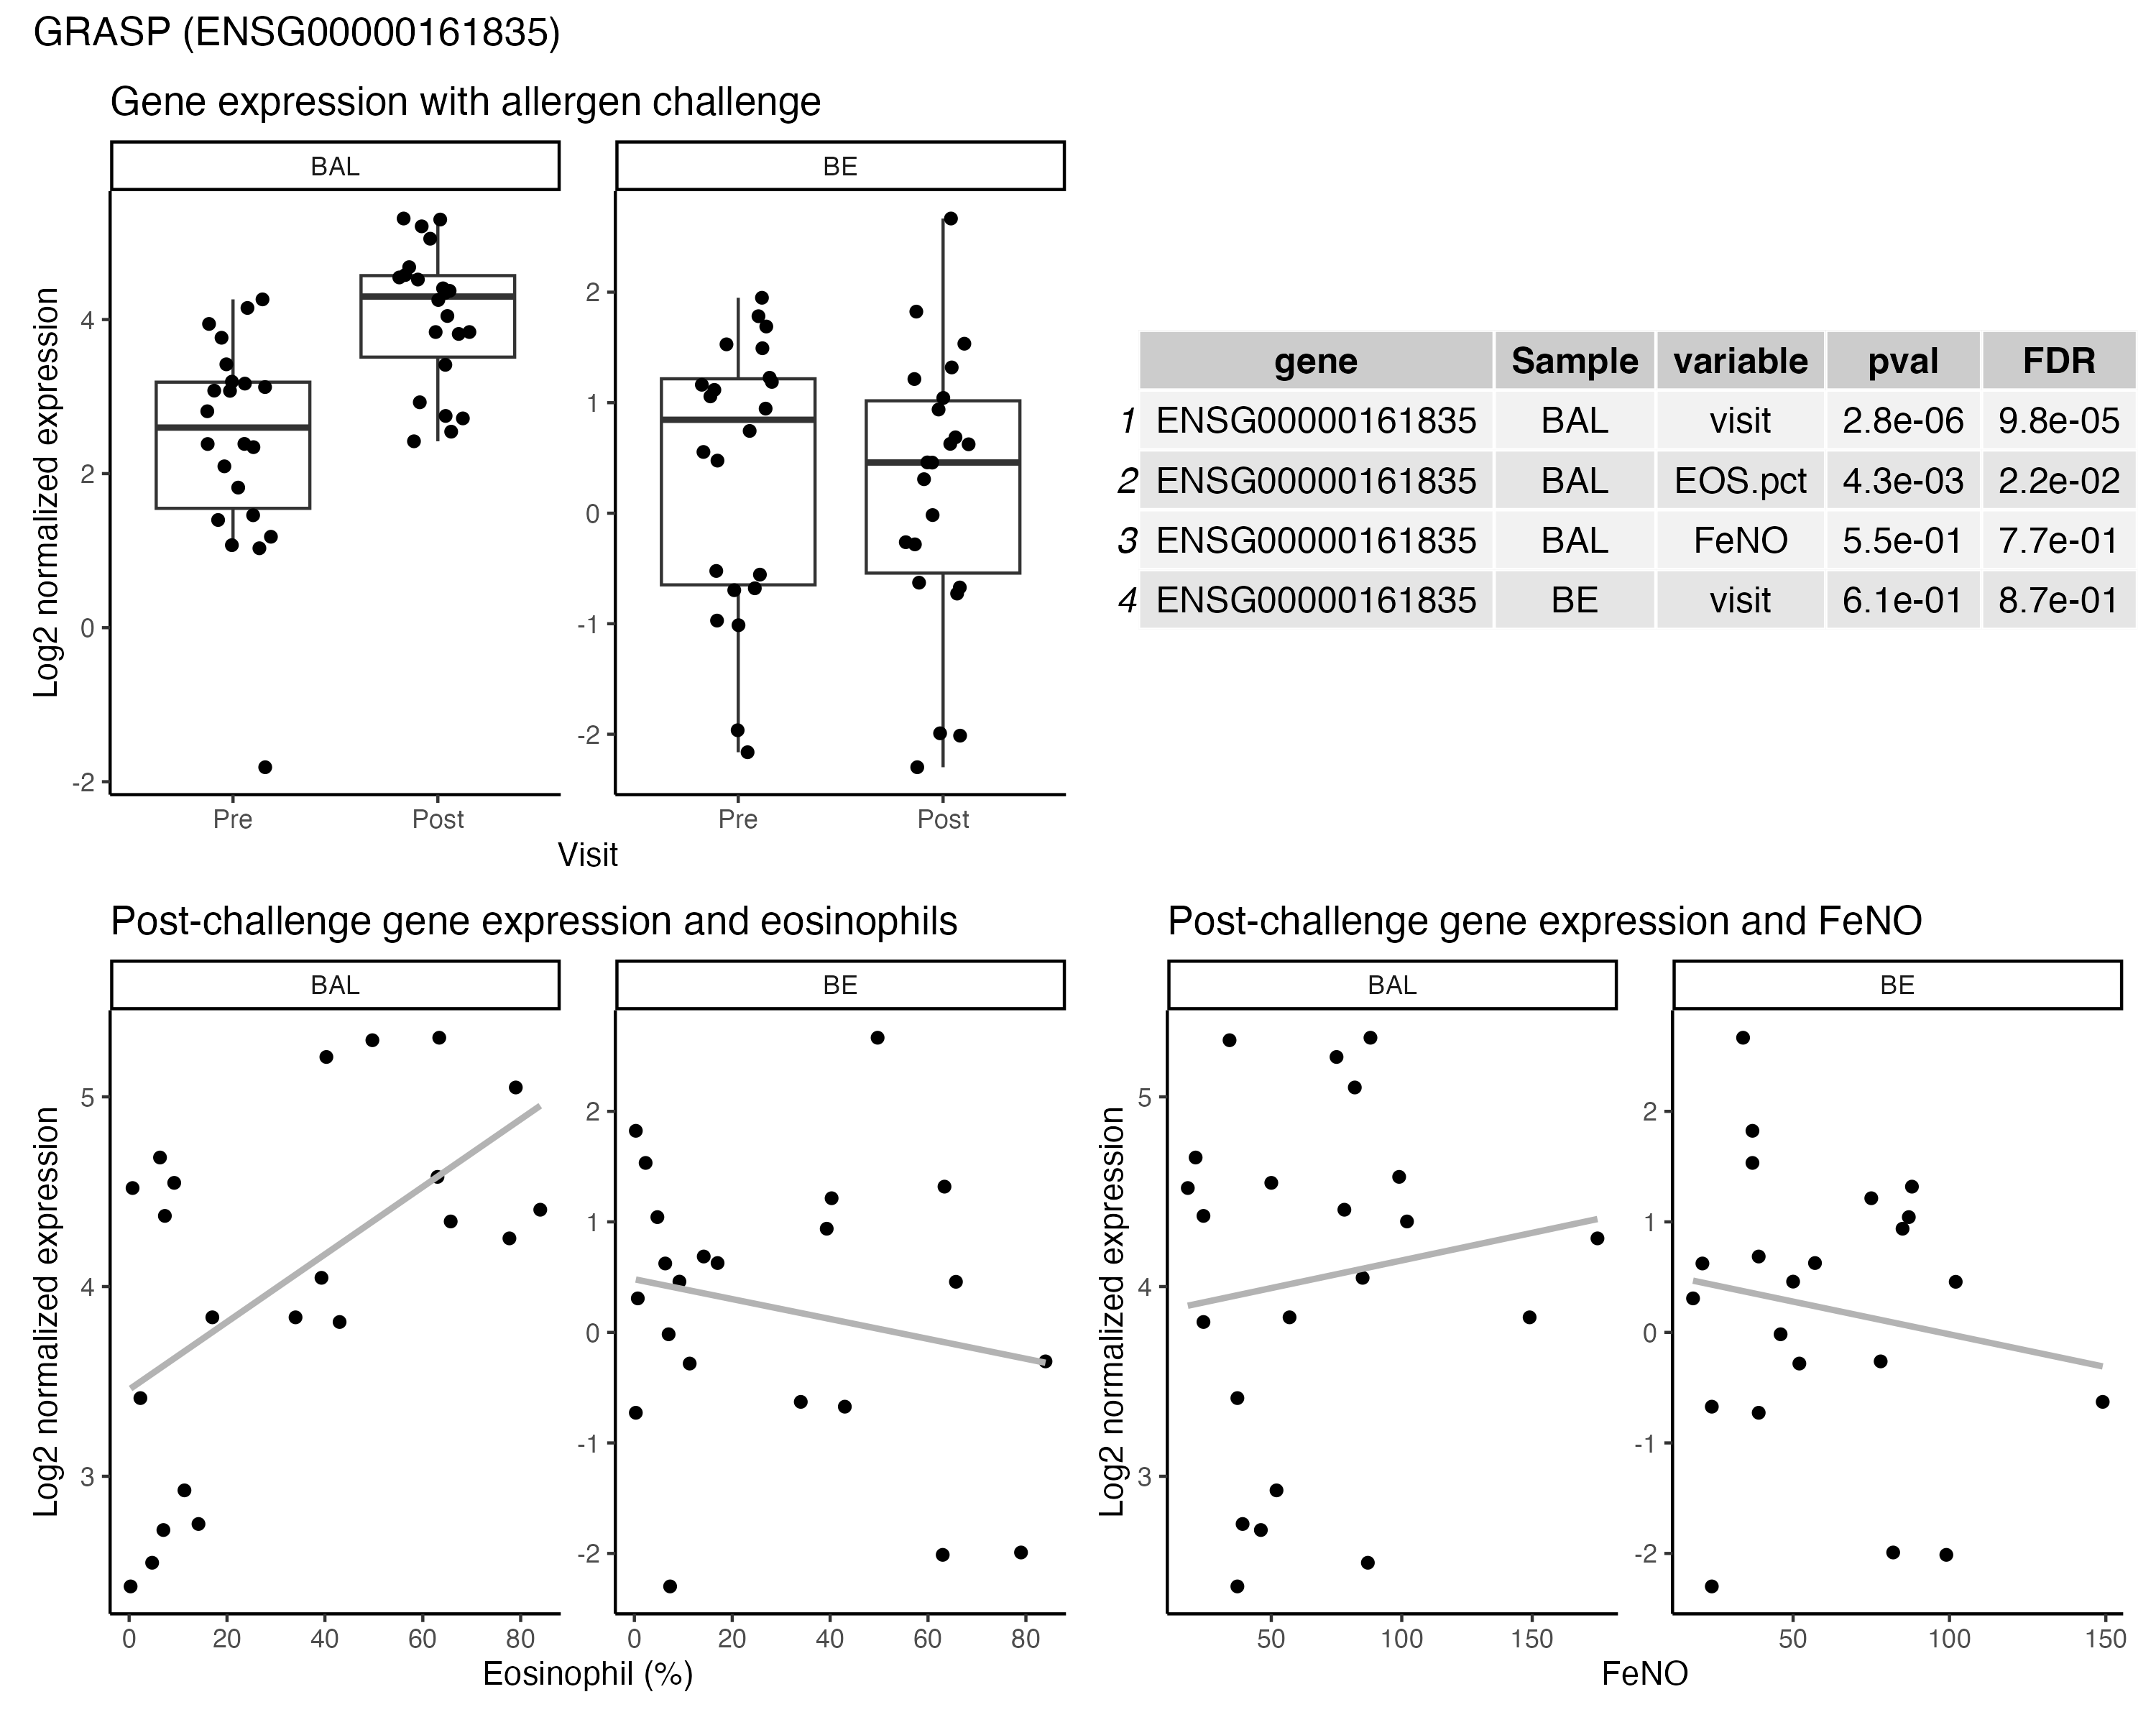 GRASP (ENSG00000161835)
Gene expression with allergen challenge
BAL
BE
Log2 normalized expression
4
2
0
-2
2
1
0
-1
-2
Pre
Post
Pre
Post
Visit
gene Sample variable pval FDR
1 ENSG00000161835 BAL visit 2.8e-06 9.8e-05
2 ENSG00000161835 BAL EOS.pct 4.3e-03 2.2e-02
3 ENSG00000161835 BAL FeNO 5.5e-01 7.7e-01
4 ENSG00000161835 BE visit 6.1e-01 8.7e-01
Post-challenge gene expression and eosinophils
BAL
BE
Log2 normalized expression
5
4
3
2
1
0
-1
-2
0 20 40 60 80
0 20 40 60 80
Eosinophil (%)
Post-challenge gene expression and FeNO
BAL
BE
Log2 normalized expression
5
4
3
2
1
0
-1
-2
50 100 150
50 100 150
FeNO